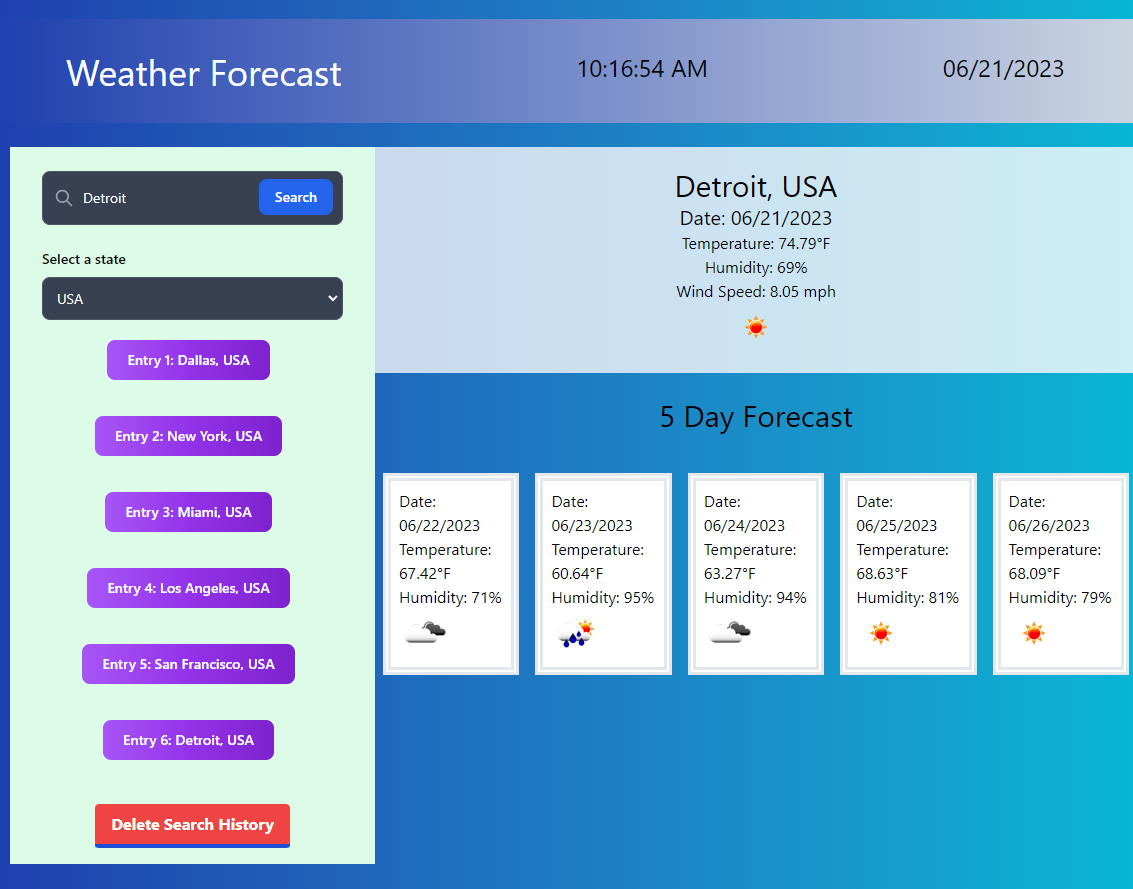 Weather Forecast
10:16:54 AM
06/21/2023
Detroit
Search
Select a state
USA
Entry 1: Dallas, USA
Entry 2: New York, USA
Entry 3: Miami, USA
Entry 4: Los Angeles, USA
Entry 5: San Francisco, USA
Entry 6: Detroit, USA
Delete Search History
Detroit, USA
Date: 06/21/2023
Temperature: 74.79°F
Humidity: 69%
Wind Speed: 8.05 mph
5 Day Forecast
Date:
06/22/2023
Temperature:
67.42°F
Humidity: 71%
Date:
06/23/2023
Temperature:
60.64°F
Humidity: 95%
Date:
06/24/2023
Temperature:
63.27°F
Humidity: 94%
Date:
06/25/2023
Temperature:
68.63°F
Humidity: 81%
Date:
06/26/2023
Temperature:
68.09°F
Humidity: 79%